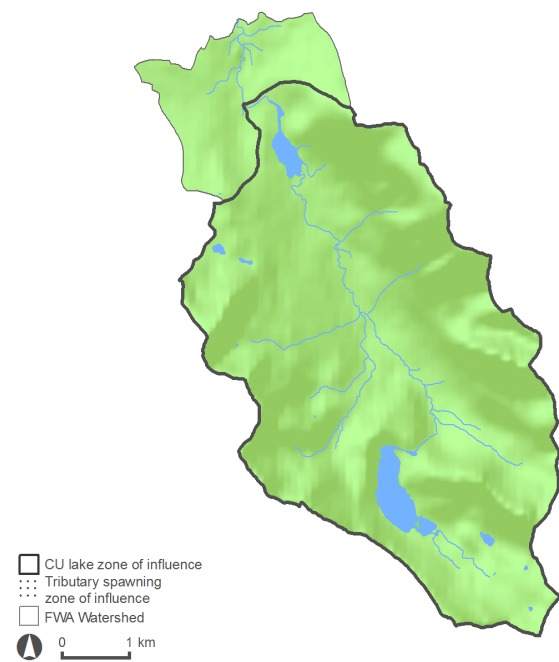 CU lake zone of influence
Tributary spawning
zone of influence
FWA Watershed
0 1 km